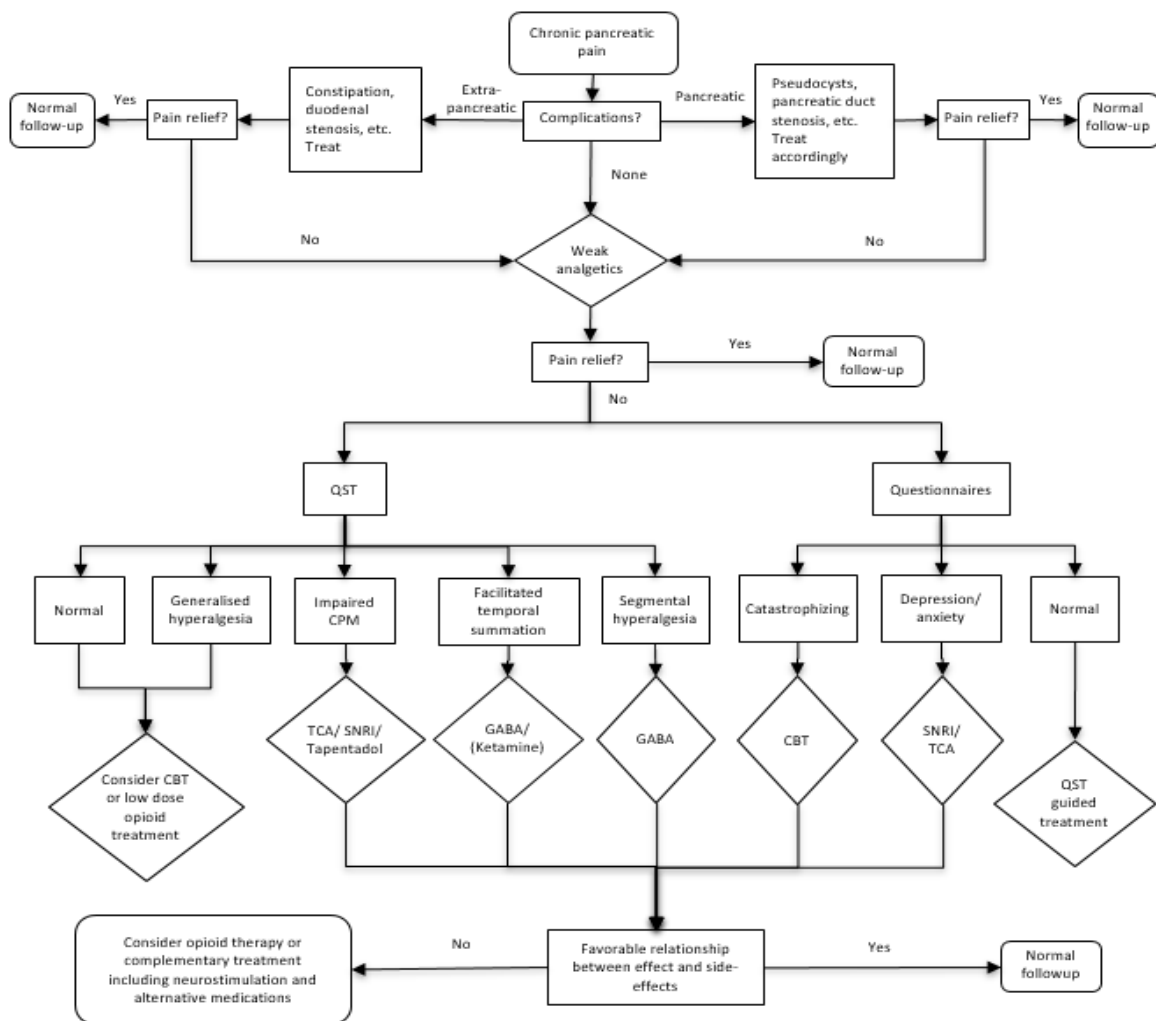 Chronic pancreatic
pain
Normal
follow-up
Yes
Pain relief?
Constipation,
duodenal
stenosis, etc.
Treat
Extra-
pancreatic
Complications?
Pancreatic
Pseudocysts,
pancreatic duct
stenosis, etc.
Treat
accordingly
Pain relief?
Yes
Normal
follow-up
None
No
Weak
analgetics
No
Pain relief?
Yes
Normal
follow-up
No
QST
Questionnaires
Normal
Generalised
hyperalgesia
Impaired
CPM
Facilitated
temporal
summation
Segmental
hyperalgesia
Catastrophizing
Depression/
anxiety
Normal
Consider CBT
or low dose
opioid
treatment
TCA/ SNRI/
Tapentadol
GABA/
(Ketamine)
GABA
CBT
SNRI/
TCA
QST
guided
treatment
Consider opioid therapy or
complementary treatment
including neurostimulation and
alternative medications
No
Favorable relationship
between effect and side-
effects
Yes
Normal
followup